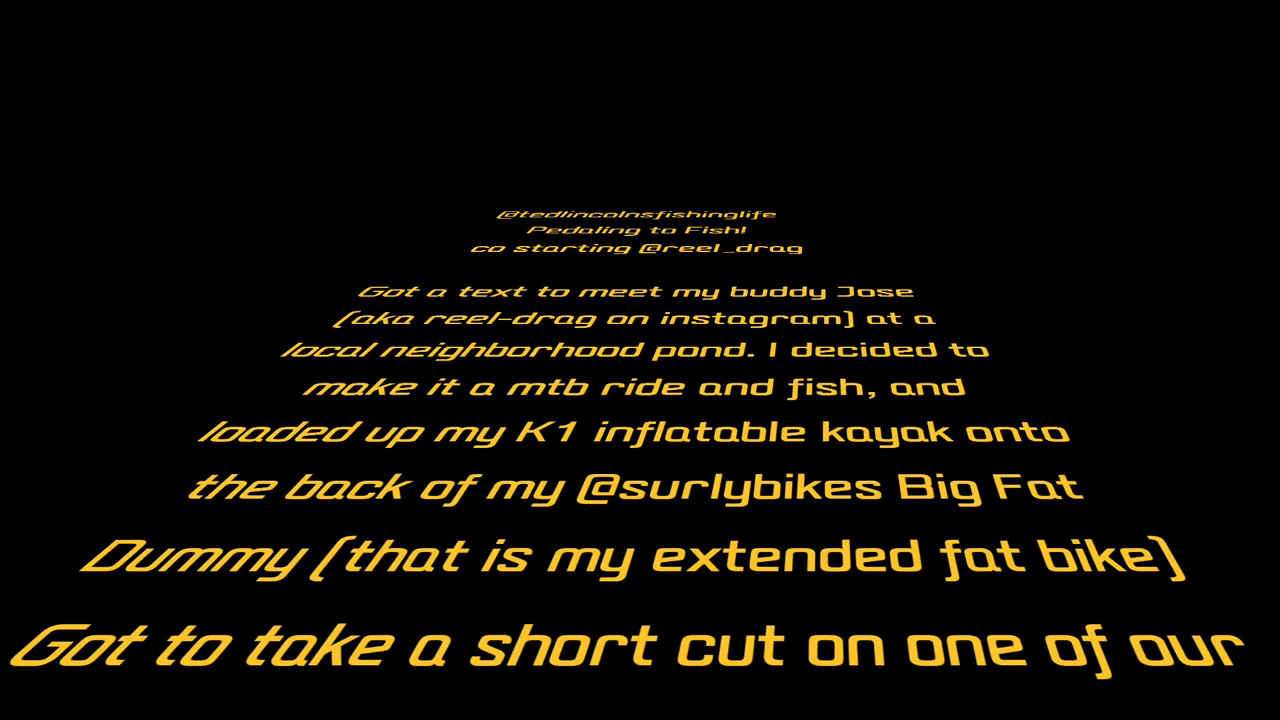 @tedlincolnsfishinglife
Pedaling to Fish!
co starting @reel_drag
Got a text to meet my buddy Jose
(aka reel-drag on instagram) at a
local neighborhood pond. I decided to
make it a mtb ride and fish, and
loaded up my K1 inflatable kayak onto
the back of my @surlybikes Big Fat
Dummy (that is my extended fat bike)
Got to take a short cut on one of our